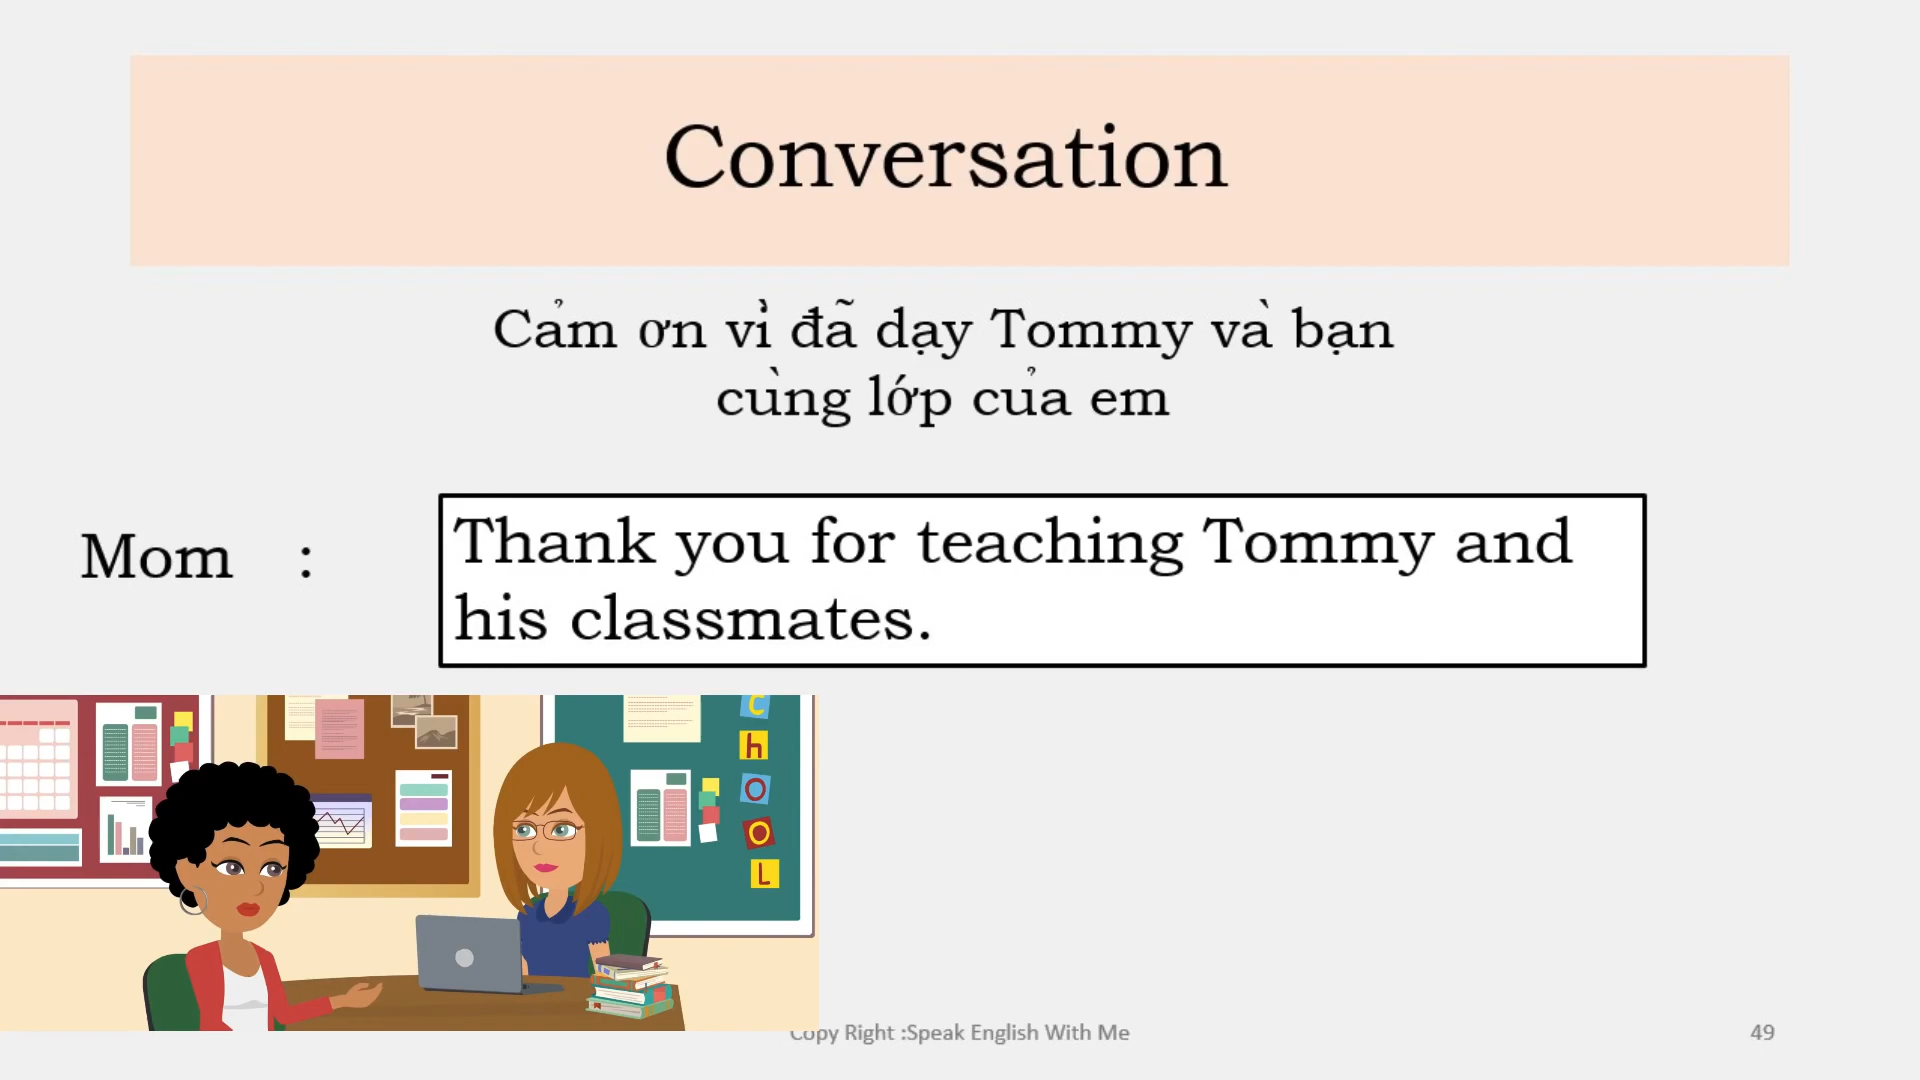 Conversation
Cảm ơn vì đã dạy Tommy và bạn
cùng lớp của em
Mom :
Thank you for teaching Tommy and
his classmates.
C
h
O
O
L
Copy Right :Speak English With Me
49